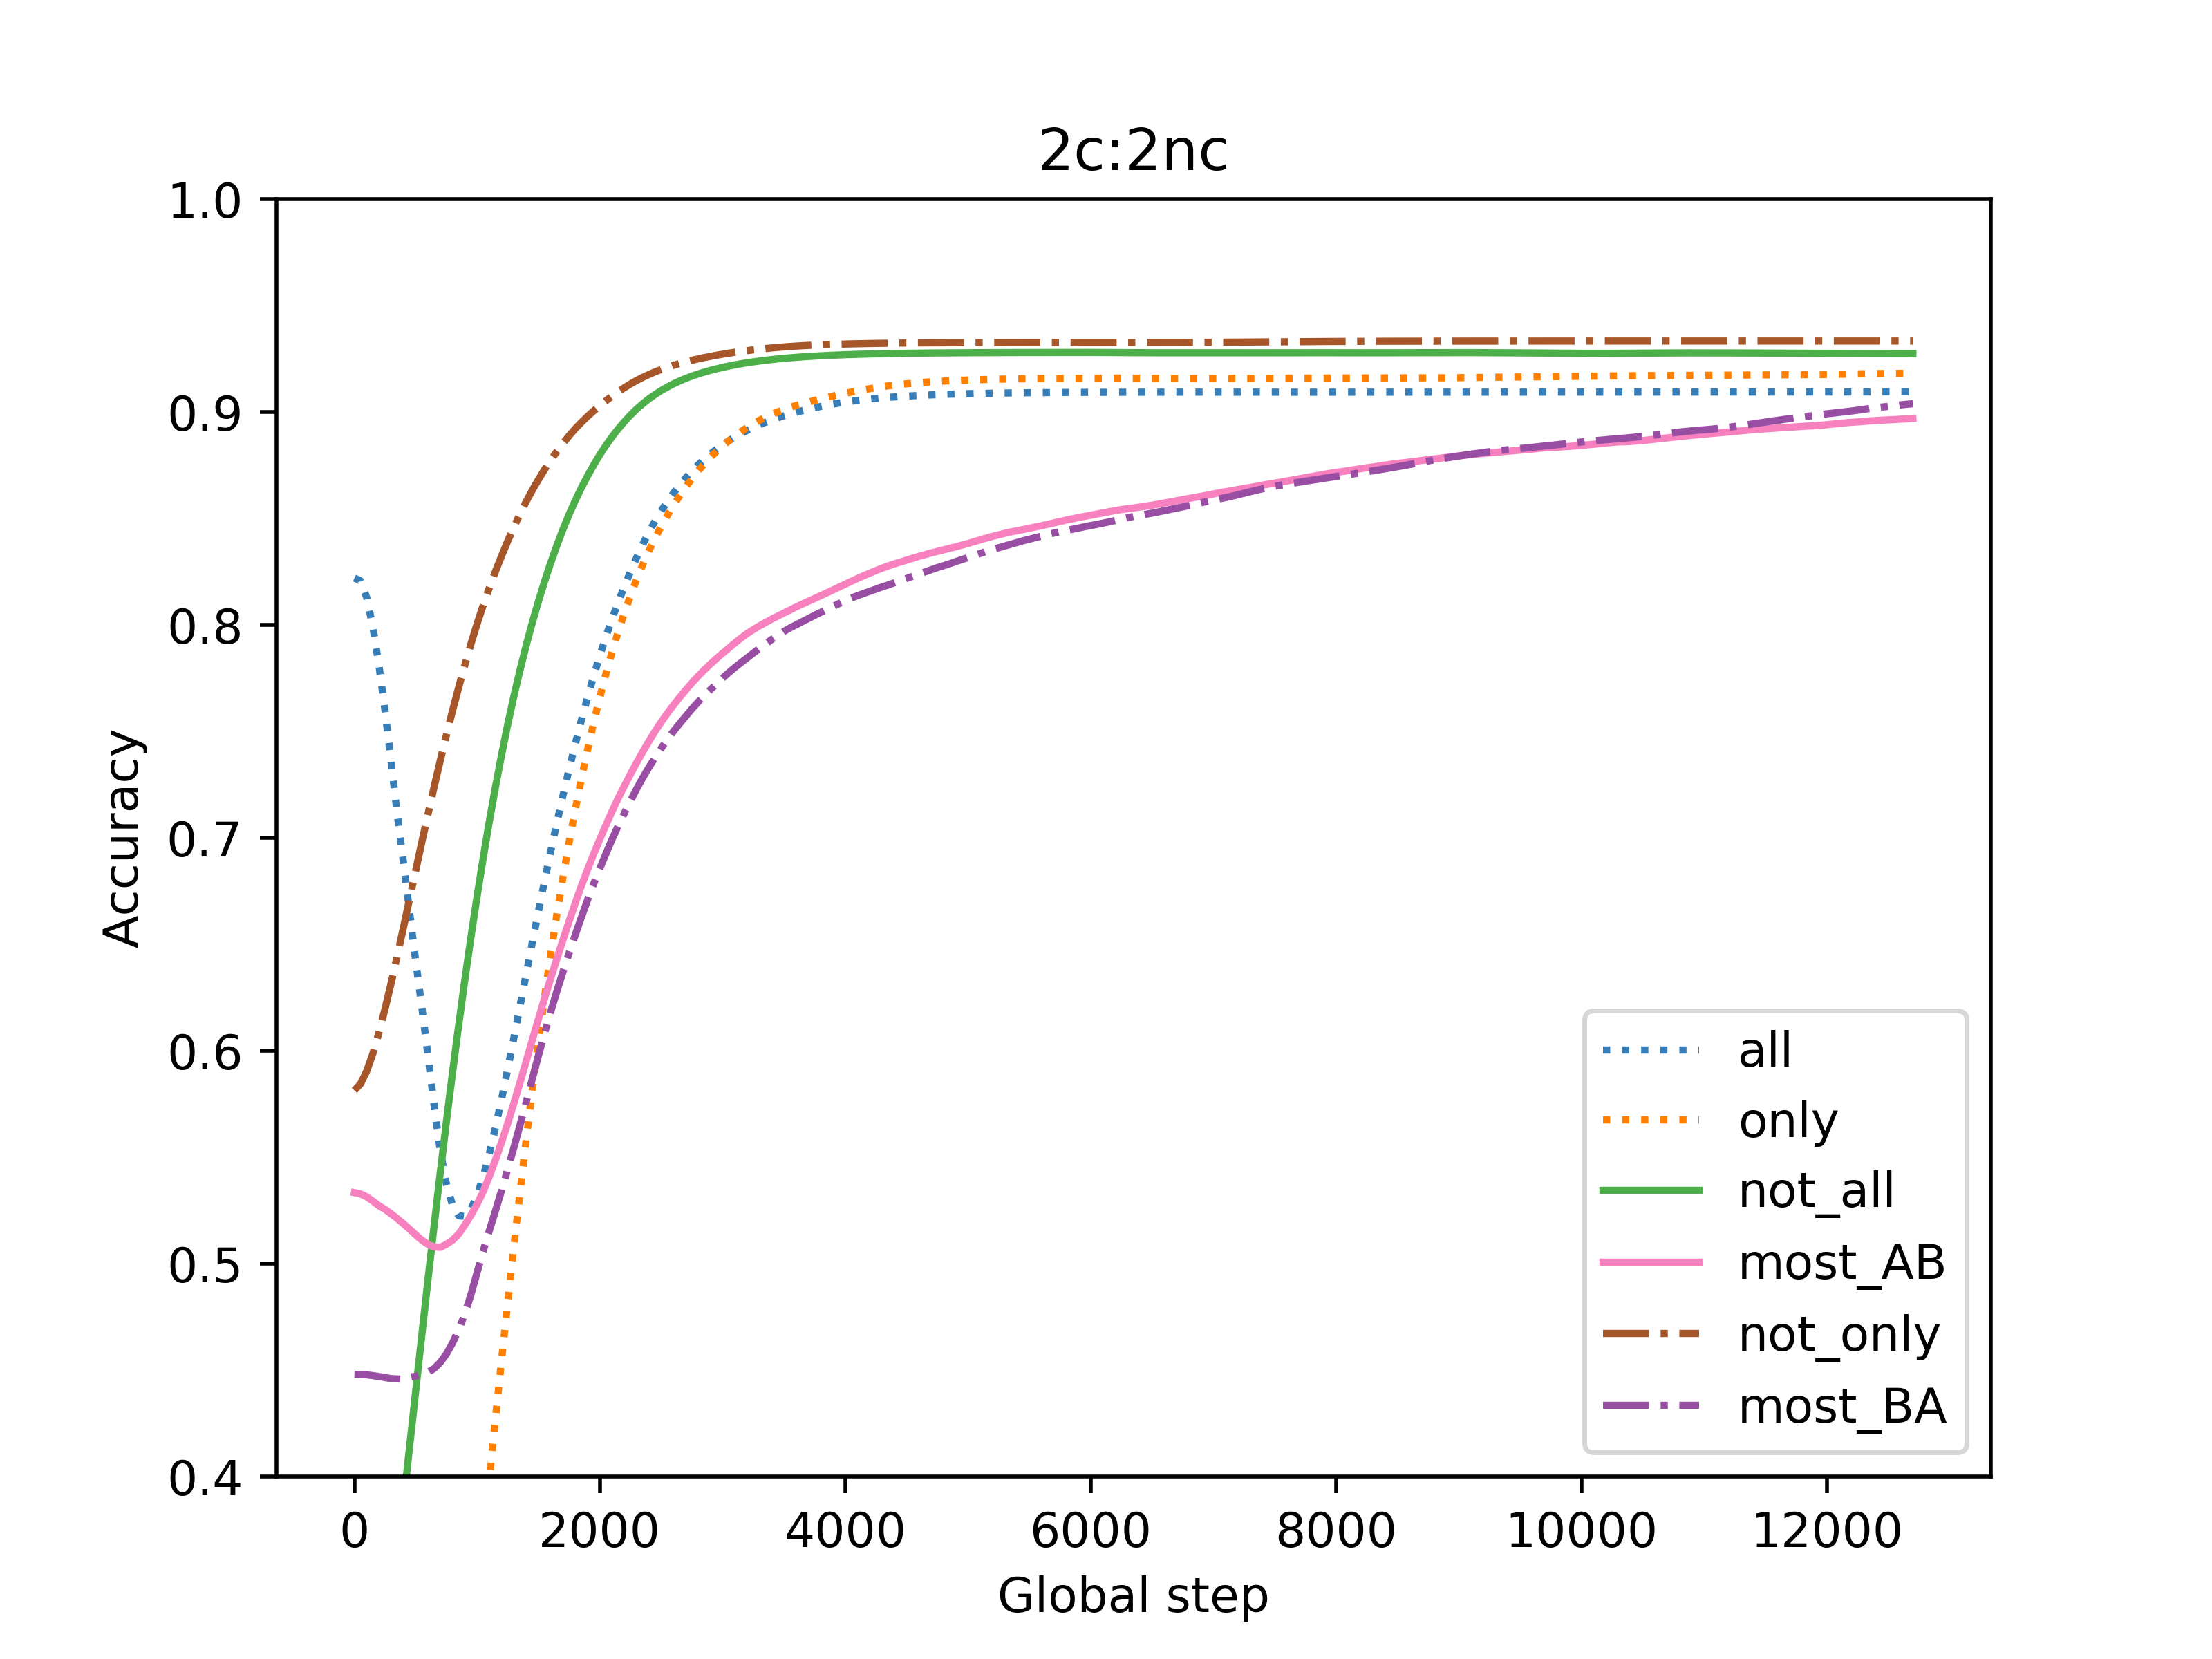 2c:2nc
1.0
0.9
0.8
0.7
0.6
0.5
0.4
Accuracy
0 2000 4000 6000 8000 10000 12000
Global step
all
only
not_all
most_AB
not_only
most_BA